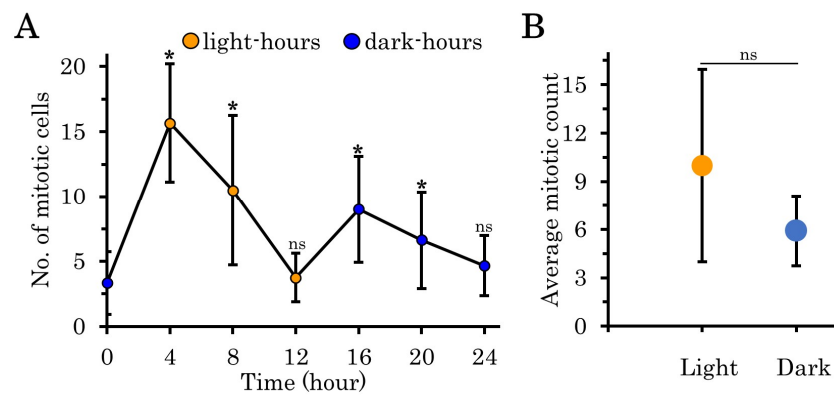 A
light-hours dark-hours
No. of mitotic cells
20
15
10
5
0
*
*
ns
*
*
ns
0 4 8 12 16 20 24
Time (hour)
B
Average mitotic count
15
12
9
6
3
0
ns
Light Dark